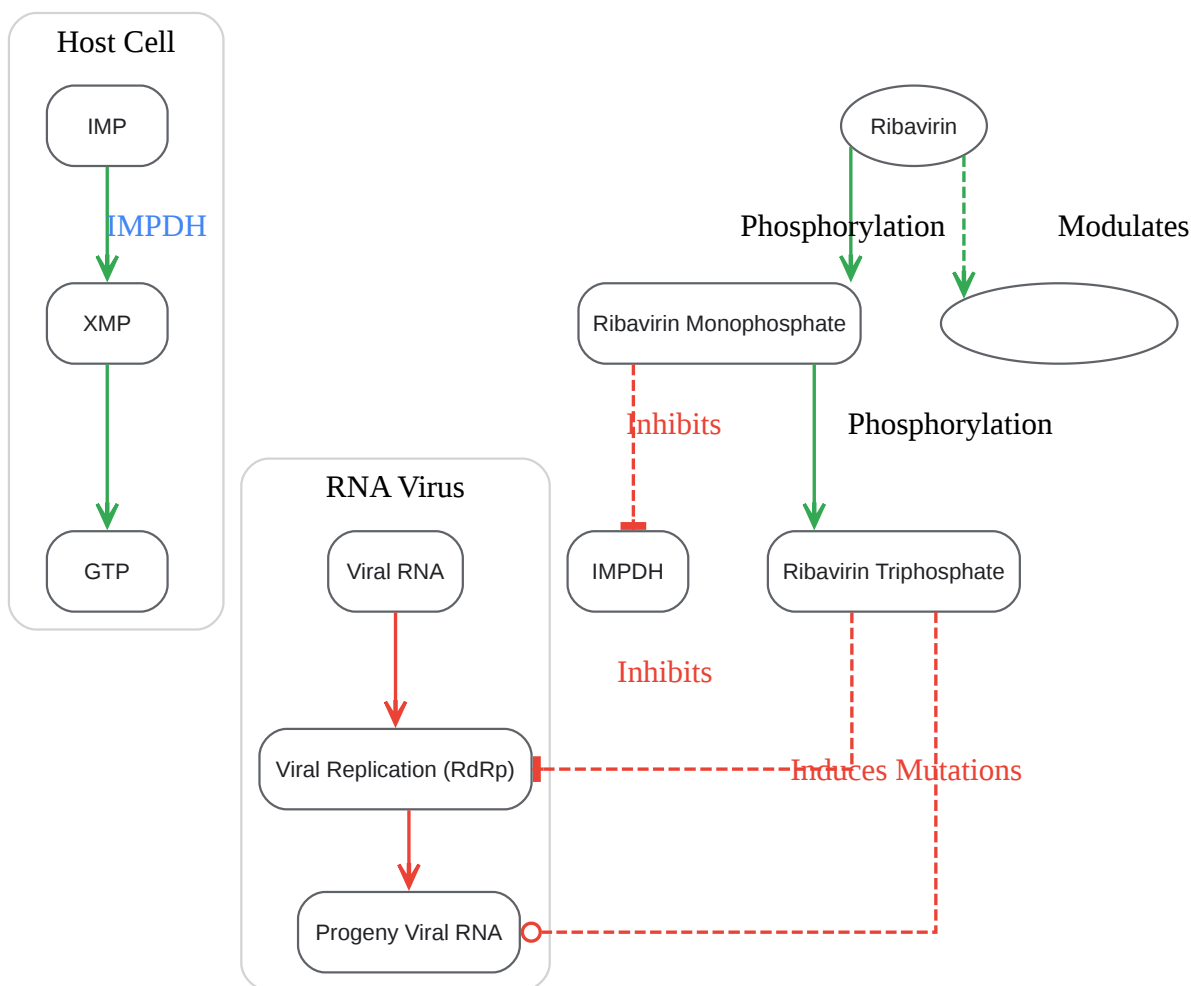 Host Cell
IMP
Ribavirin
IMPDH
Phosphorylation
Modulates
XMP
Ribavirin Monophosphate
Inhibits
Phosphorylation
RNA Virus
GTP
Viral RNA
IMPDH
Ribavirin Triphosphate
Inhibits
Viral Replication (RdRp)
Induces Mutations
Progeny Viral RNA